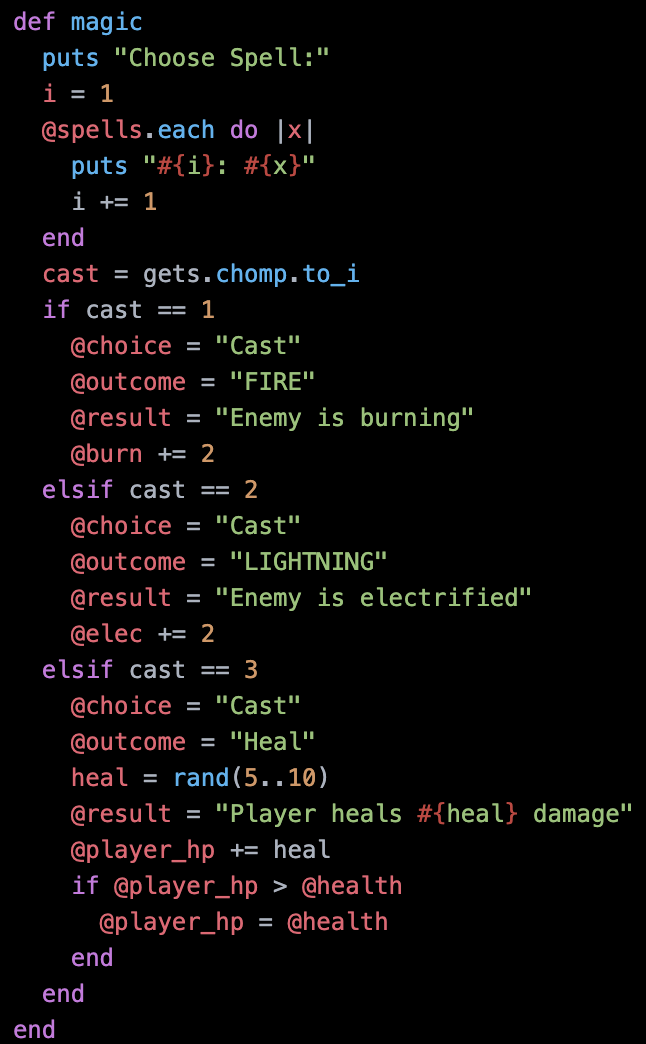 def magic
  puts "Choose Spell:"
  i = 1
  @spells.each do |x|
    puts "#{i}: #{x}"
    i += 1
  end
  cast = gets.chomp.to_i
  if cast == 1
    @choice = "Cast"
    @outcome = "FIRE"
    @result = "Enemy is burning"
    @burn += 2
  elsif cast == 2
    @choice = "Cast"
    @outcome = "LIGHTNING"
    @result = "Enemy is electrified"
    @elec += 2
  elsif cast == 3
    @choice = "Cast"
    @outcome = "Heal"
    heal = rand(5..10)
    @result = "Player heals #{heal} damage"
    @player_hp += heal
    if @player_hp > @health
      @player_hp = @health
    end
  end
end